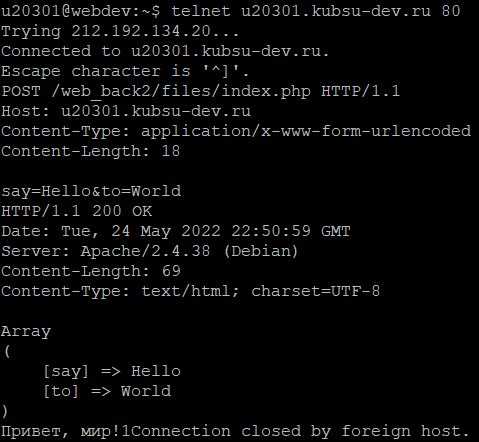 u20301@webdev:~$ telnet u20301.kubsu-dev.ru 80
Trying 212.192.134.20...
Connected to u20301.kubsu-dev.ru.
Escape character is '^]'.
POST /web_back2/files/index.php HTTP/1.1
Host: u20301.kubsu-dev.ru
Content-Type: application/x-www-form-urlencoded
Content-Length: 18

say=Hello&to=World
HTTP/1.1 200 OK
Date: Tue, 24 May 2022 22:50:59 GMT
Server: Apache/2.4.38 (Debian)
Content-Length: 69
Content-Type: text/html; charset=UTF-8

Array
(
    [say] => Hello
    [to] => World
)
Привет, мир!1Connection closed by foreign host.